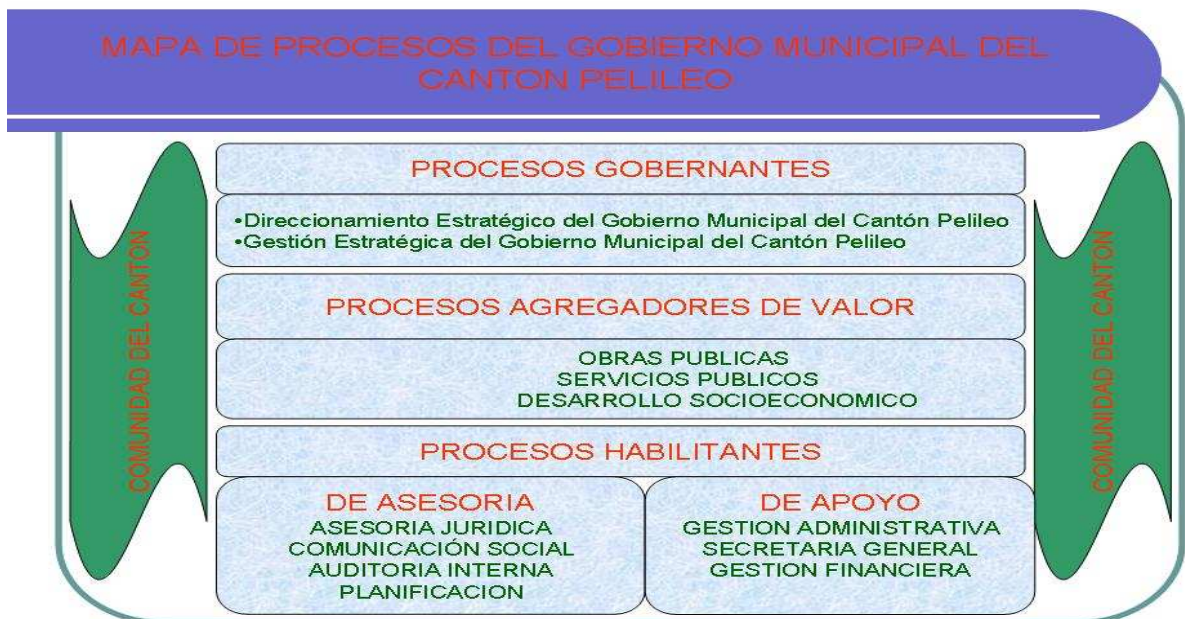 MAPA DE PROCESOS DEL GOBIERNO MUNICIPAL DEL
CANTON PELILEO
COMUNIDAD DEL CANTON
PROCESOS GOBERNANTES
•Direccionamiento Estratégico del Gobierno Municipal del Cantón Pelileo
•Gestión Estratégica del Gobierno Municipal del Cantón Pelileo
PROCESOS AGREGADORES DE VALOR
OBRAS PUBLICAS
SERVICIOS PUBLICOS
DESARROLLO SOCIOECONOMICO
PROCESOS HABILITANTES
DE ASESORIA
ASESORIA JURIDICA
COMUNICACIÓN SOCIAL
AUDITORIA INTERNA
PLANIFICACION
DE APOYO
GESTION ADMINISTRATIVA
SECRETARIA GENERAL
GESTION FINANCIERA
COMUNIDAD DEL CANTON